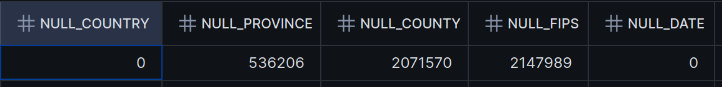 NULL_COUNTRY NULL_PROVINCE NULL_COUNTY NULL_FIPS NULL_DATE
0 536206 2071570 2147989 0